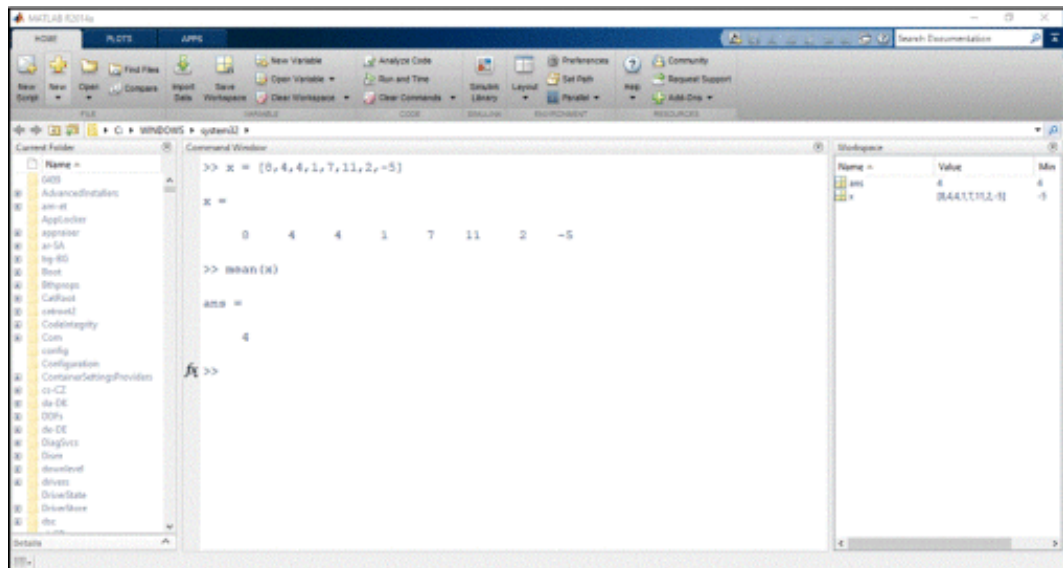 MATLAB R2014a
HOME PLOTS APPS
Search Documentation
New Script
New
Open
Find Files
Compare
Import Data
Save Workspace
New Variable
Open Variable
Clear Workspace
Analyze Code
Run and Time
Clear Commands
Simulink Library
Layout
Preferences
Set Path
Parallel
Help
Community
Request Support
Add-Ons
FILE VARIABLE CODE SIMULINK ENVIRONMENT RESOURCES
C: WINDOWS system32
Current Folder
Name
0409
AdvancedInstallers
am-et
AppLocker
appraiser
ar-SA
bg-BG
Boot
Bthprops
CatRoot
catroot2
CodeIntegrity
Com
config
Configuration
ContainerSettingsProviders
cs-CZ
da-DK
DDFs
de-DE
DiagSvcs
Dism
downlevel
drivers
DriverState
DriverStore
dsc
Details
Command Window
>> x = [8,4,4,1,7,11,2,-5]
x =
8 4 4 1 7 11 2 -5
>> mean(x)
ans =
4
fx >>
Workspace
Name Value Min
ans 4 4
x [8,4,4,1,7,11,2,-5] -5